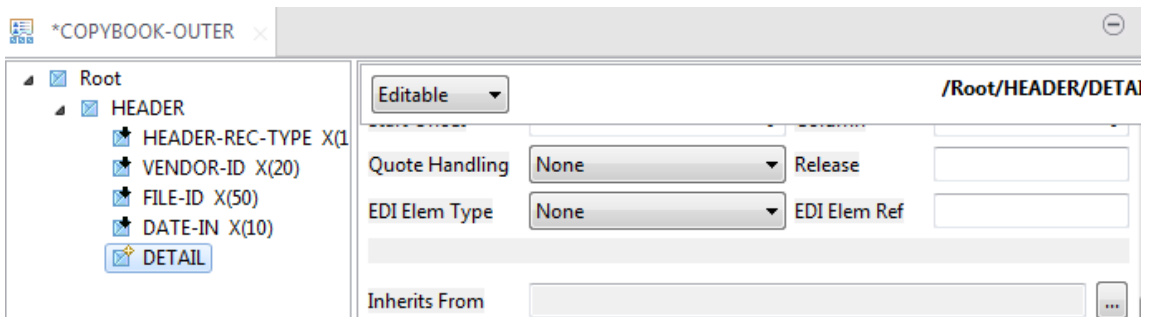 *COPYBOOK-OUTER
Root
HEADER
HEADER-REC-TYPE X(1
VENDOR-ID X(20)
FILE-ID X(50)
DATE-IN X(10)
DETAIL
Editable
/Root/HEADER/DETAI
Quote Handling None Release
EDI Elem Type None EDI Elem Ref
Inherits From ...